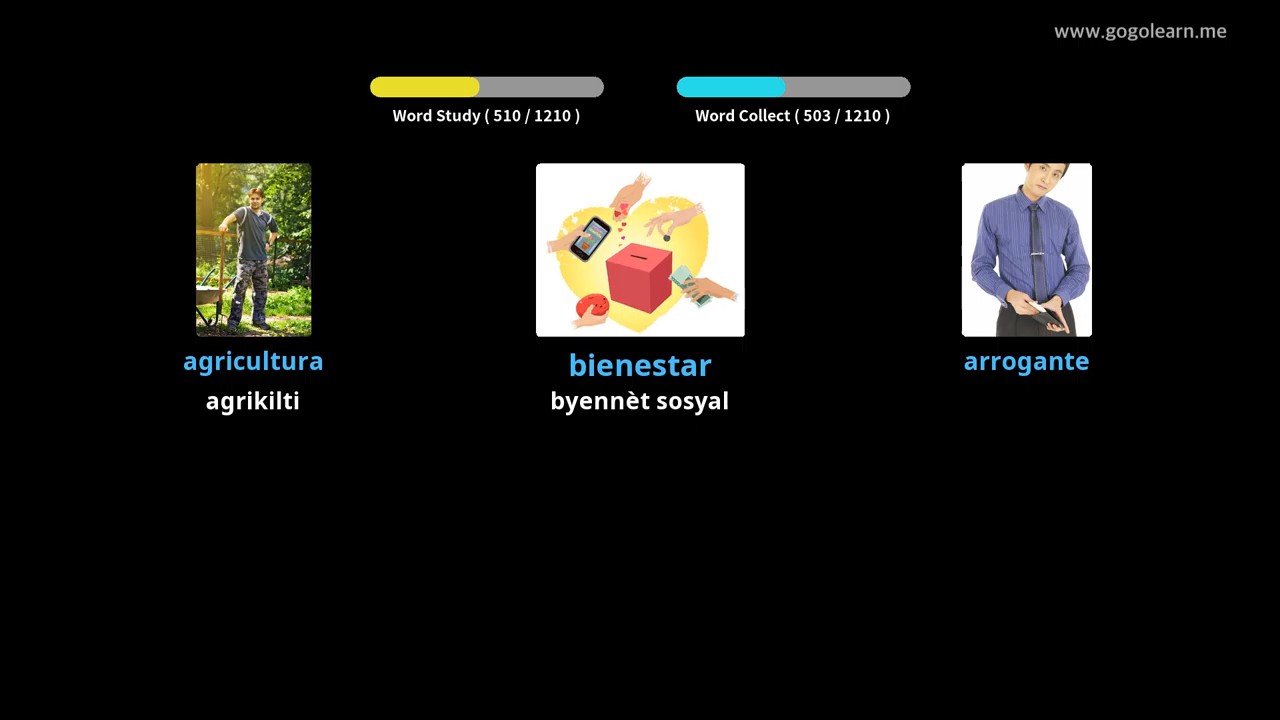 www.gogolearn.me
Word Study ( 510 / 1210 )
Word Collect ( 503 / 1210 )
agricultura
agrikilti
bienestar
byennèt sosyal
arrogante